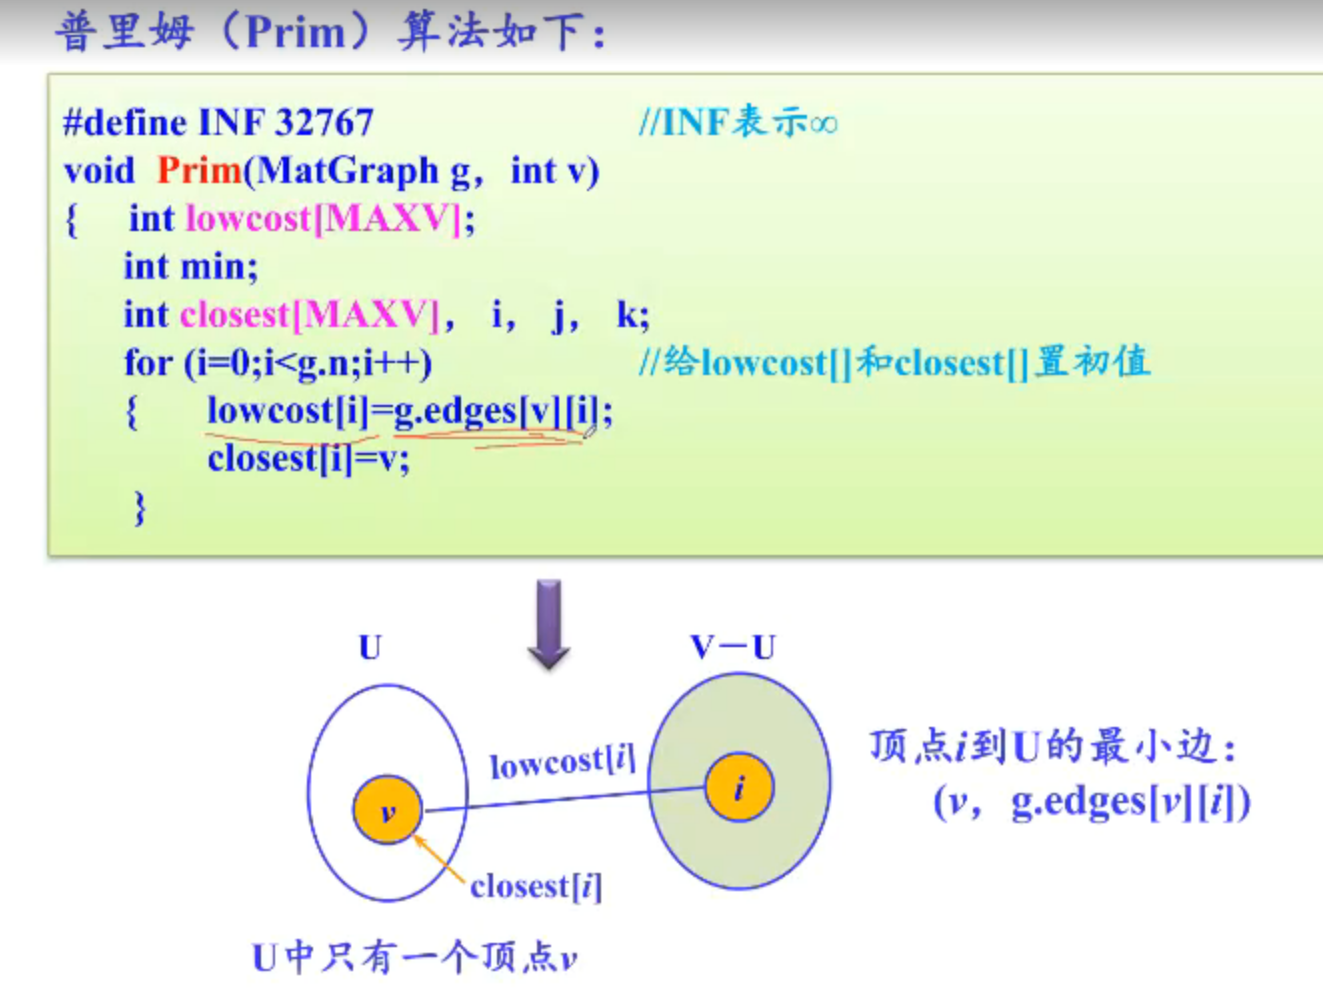 普里姆（Prim）算法如下：
#define INF 32767 //INF表示∞
void Prim(MatGraph g，int v)
{ int lowcost[MAXV];
int min;
int closest[MAXV]， i， j， k;
for (i=0;i<g.n;i++) //给lowcost[]和closest[]置初值
{ lowcost[i]=g.edges[v][i];
closest[i]=v;
}
U V－U
lowcost[i]
v i
closest[i]
顶点i到U的最小边：
(v， g.edges[v][i])
U中只有一个顶点v